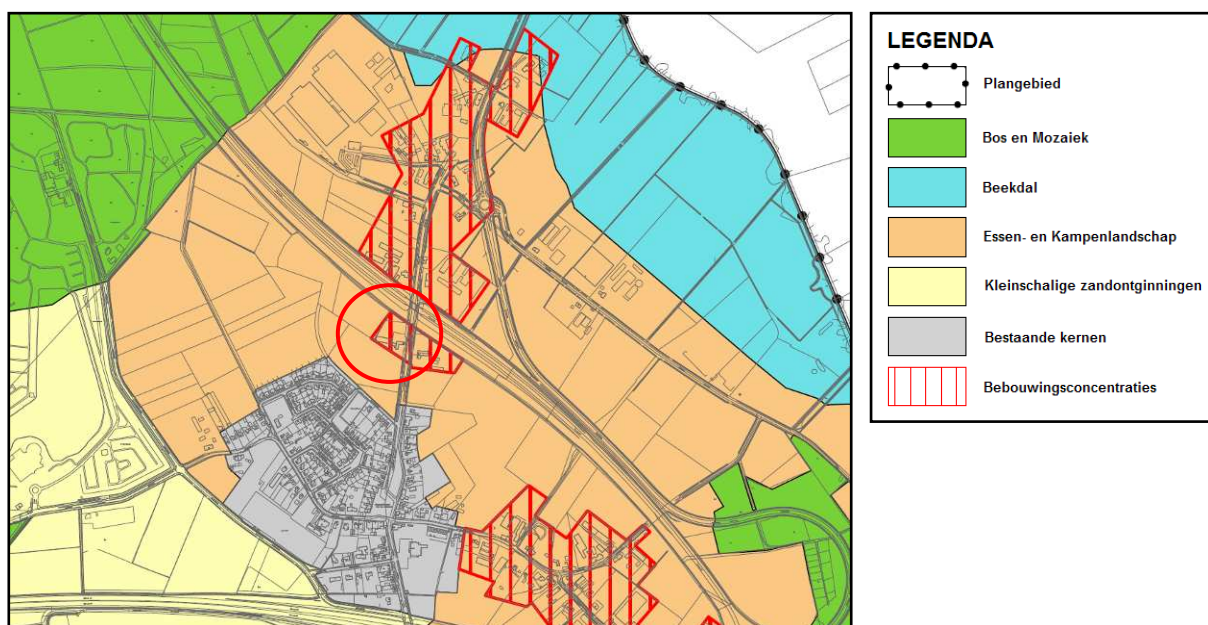 LEGENDA
Plangebied
Bos en Mozaiek
Beekdal
Essen- en Kampenlandschap
Kleinschalige zandontginningen
Bestaande kernen
Bebouwingsconcentraties